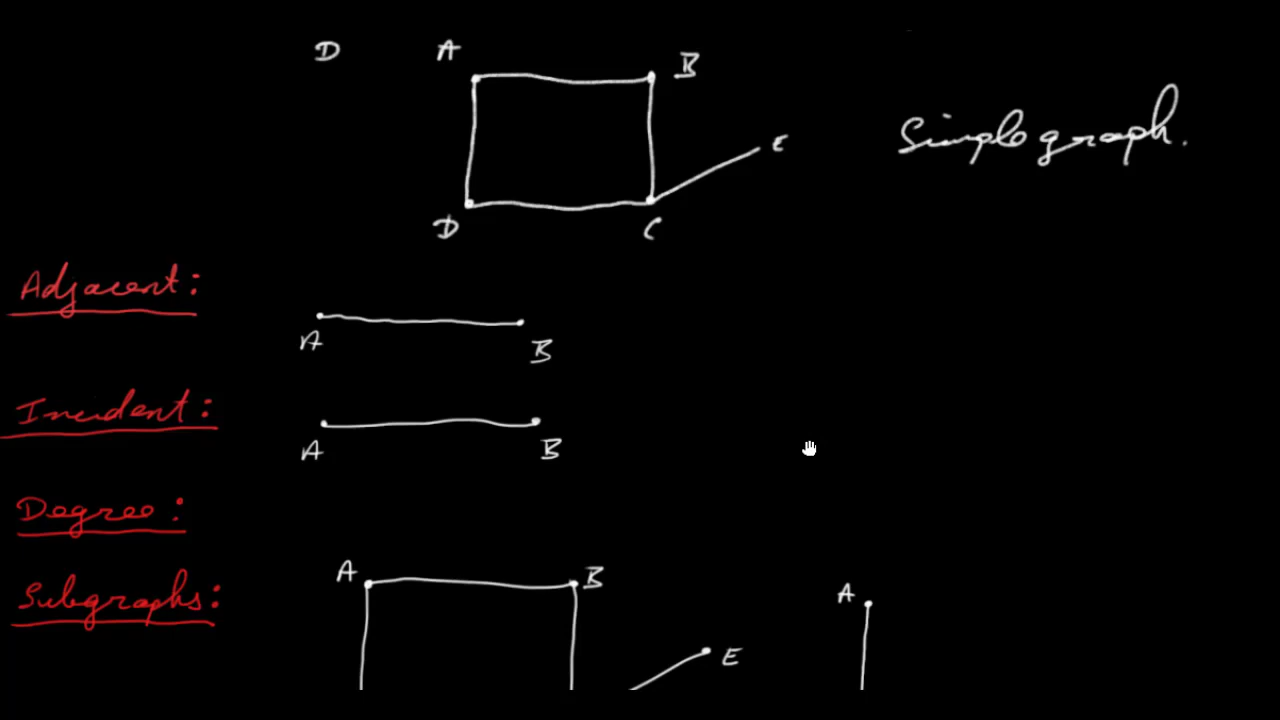 D A B
E
Simple graph.
D C
Adjacent:
A B
Incident:
A B
Degree:
A B
Subgraphs:
A
E